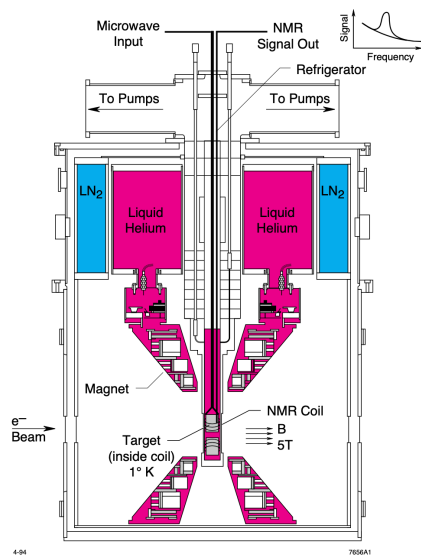 Microwave
Input
NMR
Signal Out
Signal
Frequency
Refrigerator
To Pumps
To Pumps
LN2
Liquid
Helium
Liquid
Helium
LN2
Magnet
e–
Beam
NMR Coil
Target
(inside coil)
1° K
B
5T
4-94
7656A1